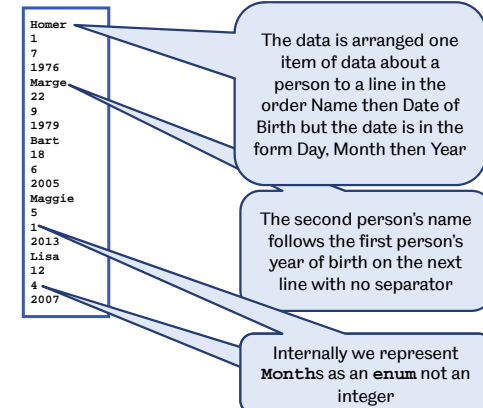 Homer
1
7
1976
Marge
22
9
1979
Bart
18
6
2005
Maggie
5
1
2013
Lisa
12
4
2007
The data is arranged one
item of data about a
person to a line in the
order Name then Date of
Birth but the date is in the
form Day, Month then Year
The second person's name
follows the first person's
year of birth on the next
line with no separator
Internally we represent
Months as an enum not an
integer